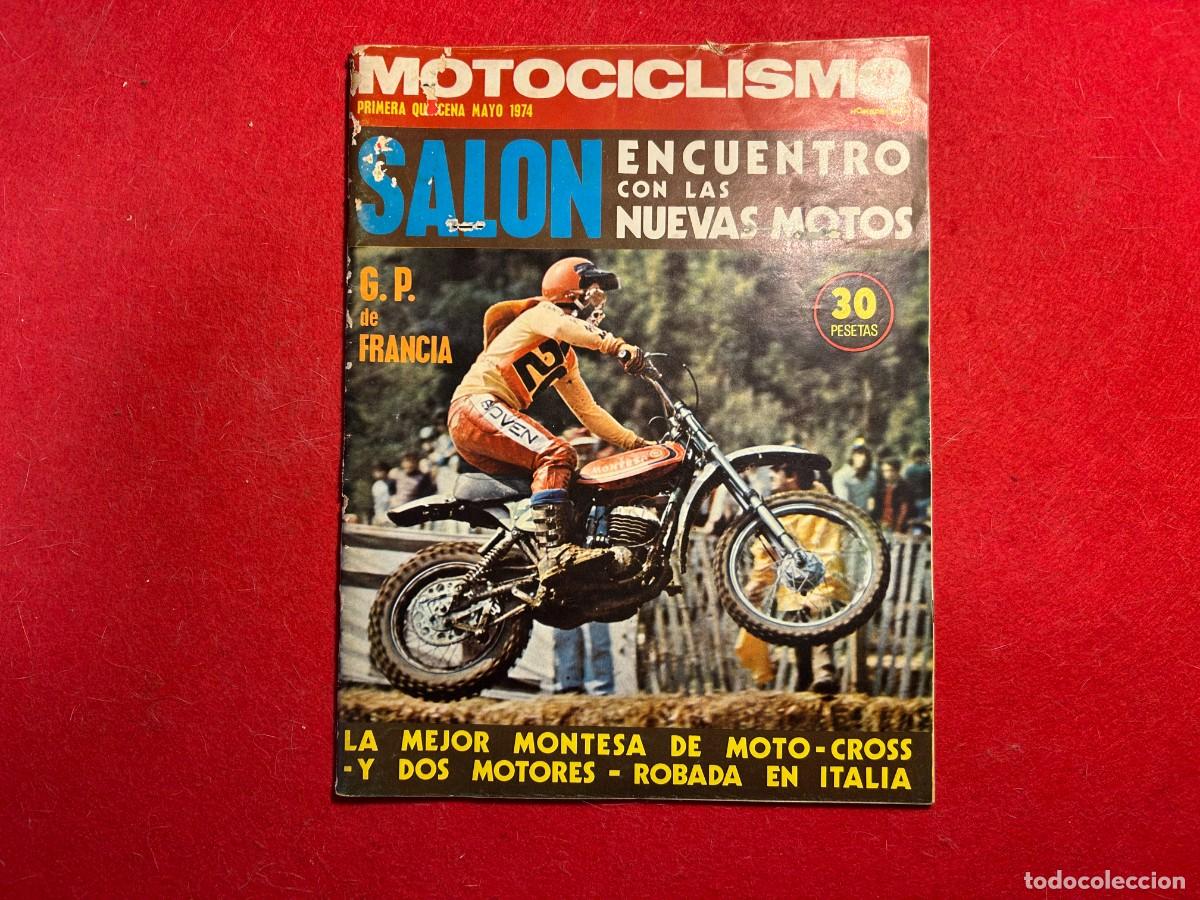 MOTOCICLISMO
PRIMERA QUINCENA MAYO 1974
SALON
ENCUENTRO
CON LAS
NUEVAS MOTOS
G. P.
de
FRANCIA
30
PESETAS
2
MONTESA
LA MEJOR MONTESA DE MOTO-CROSS
-Y DOS MOTORES - ROBADA EN ITALIA
todocoleccion